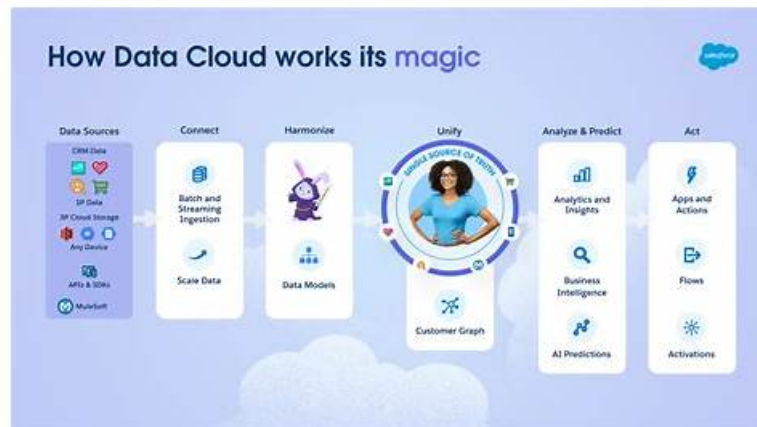 How Data Cloud works its magic
salesforce
Data Sources
CRM Data
1P Data
3P Cloud Storage
Any Device
APIs & SDKs
MuleSoft
Connect
Batch and
Streaming
Ingestion
Scale Data
Harmonize
Data Models
Unify
SINGLE SOURCE OF TRUTH
Customer Graph
Analyze & Predict
Analytics and
Insights
Business
Intelligence
AI Predictions
Act
Apps and
Actions
Flows
Activations